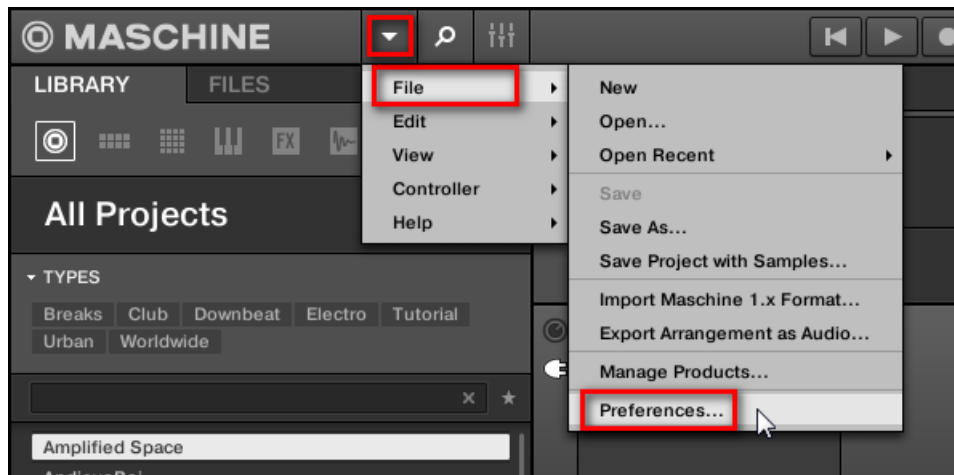 MASCHINE
LIBRARY FILES
FX
All Projects
TYPES
Breaks Club Downbeat Electro Tutorial
Urban Worldwide
Amplified Space
File
Edit
View
Controller
Help
New
Open...
Open Recent
Save
Save As...
Save Project with Samples...
Import Maschine 1.x Format...
Export Arrangement as Audio...
Manage Products...
Preferences...